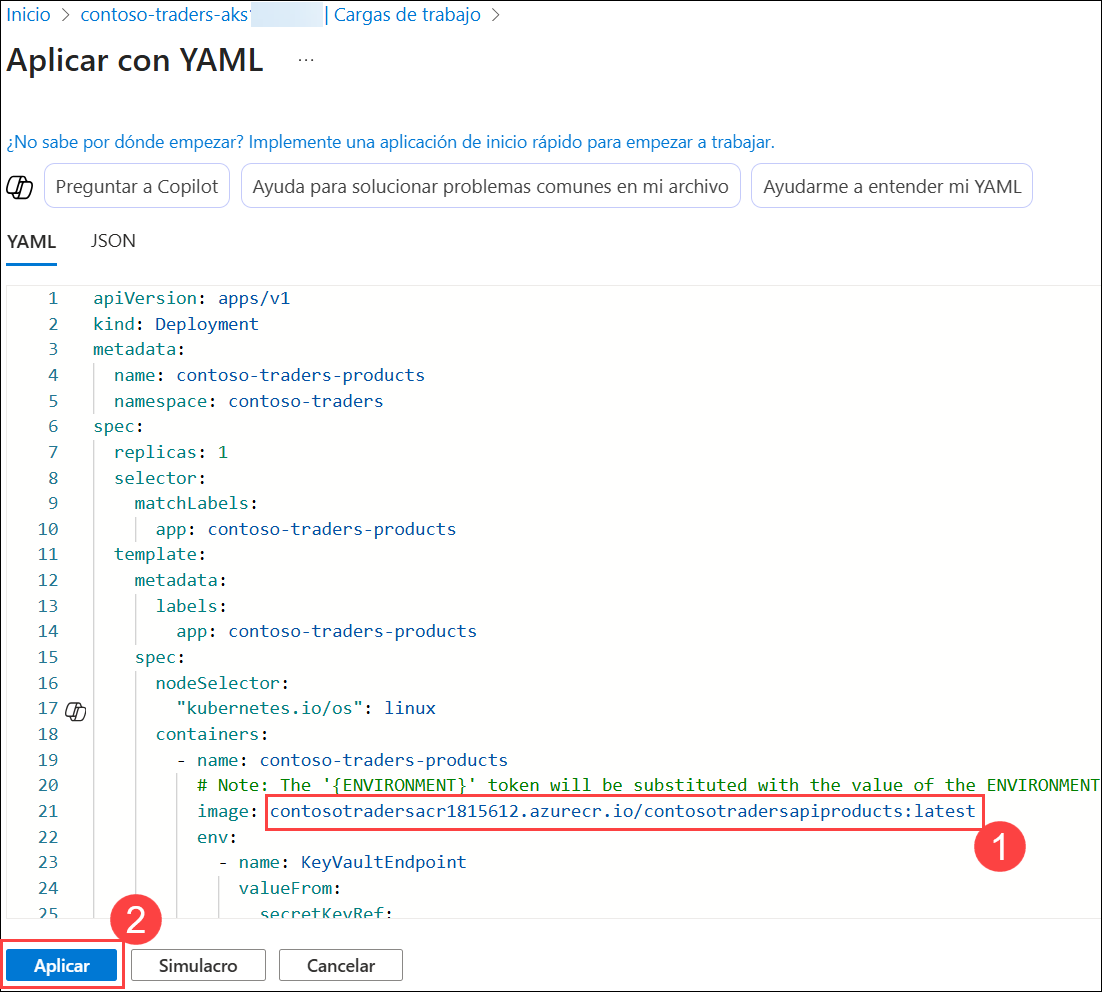 Inicio > contoso-traders-aks | Cargas de trabajo >
Aplicar con YAML ...
¿No sabe por dónde empezar? Implemente una aplicación de inicio rápido para empezar a trabajar.
Preguntar a Copilot Ayuda para solucionar problemas comunes en mi archivo Ayudarme a entender mi YAML
YAML JSON
1 apiVersion: apps/v1
2 kind: Deployment
3 metadata:
4 name: contoso-traders-products
5 namespace: contoso-traders
6 spec:
7 replicas: 1
8 selector:
9 matchLabels:
10 app: contoso-traders-products
11 template:
12 metadata:
13 labels:
14 app: contoso-traders-products
15 spec:
16 nodeSelector:
17 "kubernetes.io/os": linux
18 containers:
19 - name: contoso-traders-products
20 # Note: The '{ENVIRONMENT}' token will be substituted with the value of the ENVIRONMENT
21 image: contosotradersacr1815612.azurecr.io/contosotradersapiproducts:latest
1
22 env:
23 - name: KeyVaultEndpoint
24 valueFrom:
25 secretKeyRef:
2
Aplicar Simulacro Cancelar